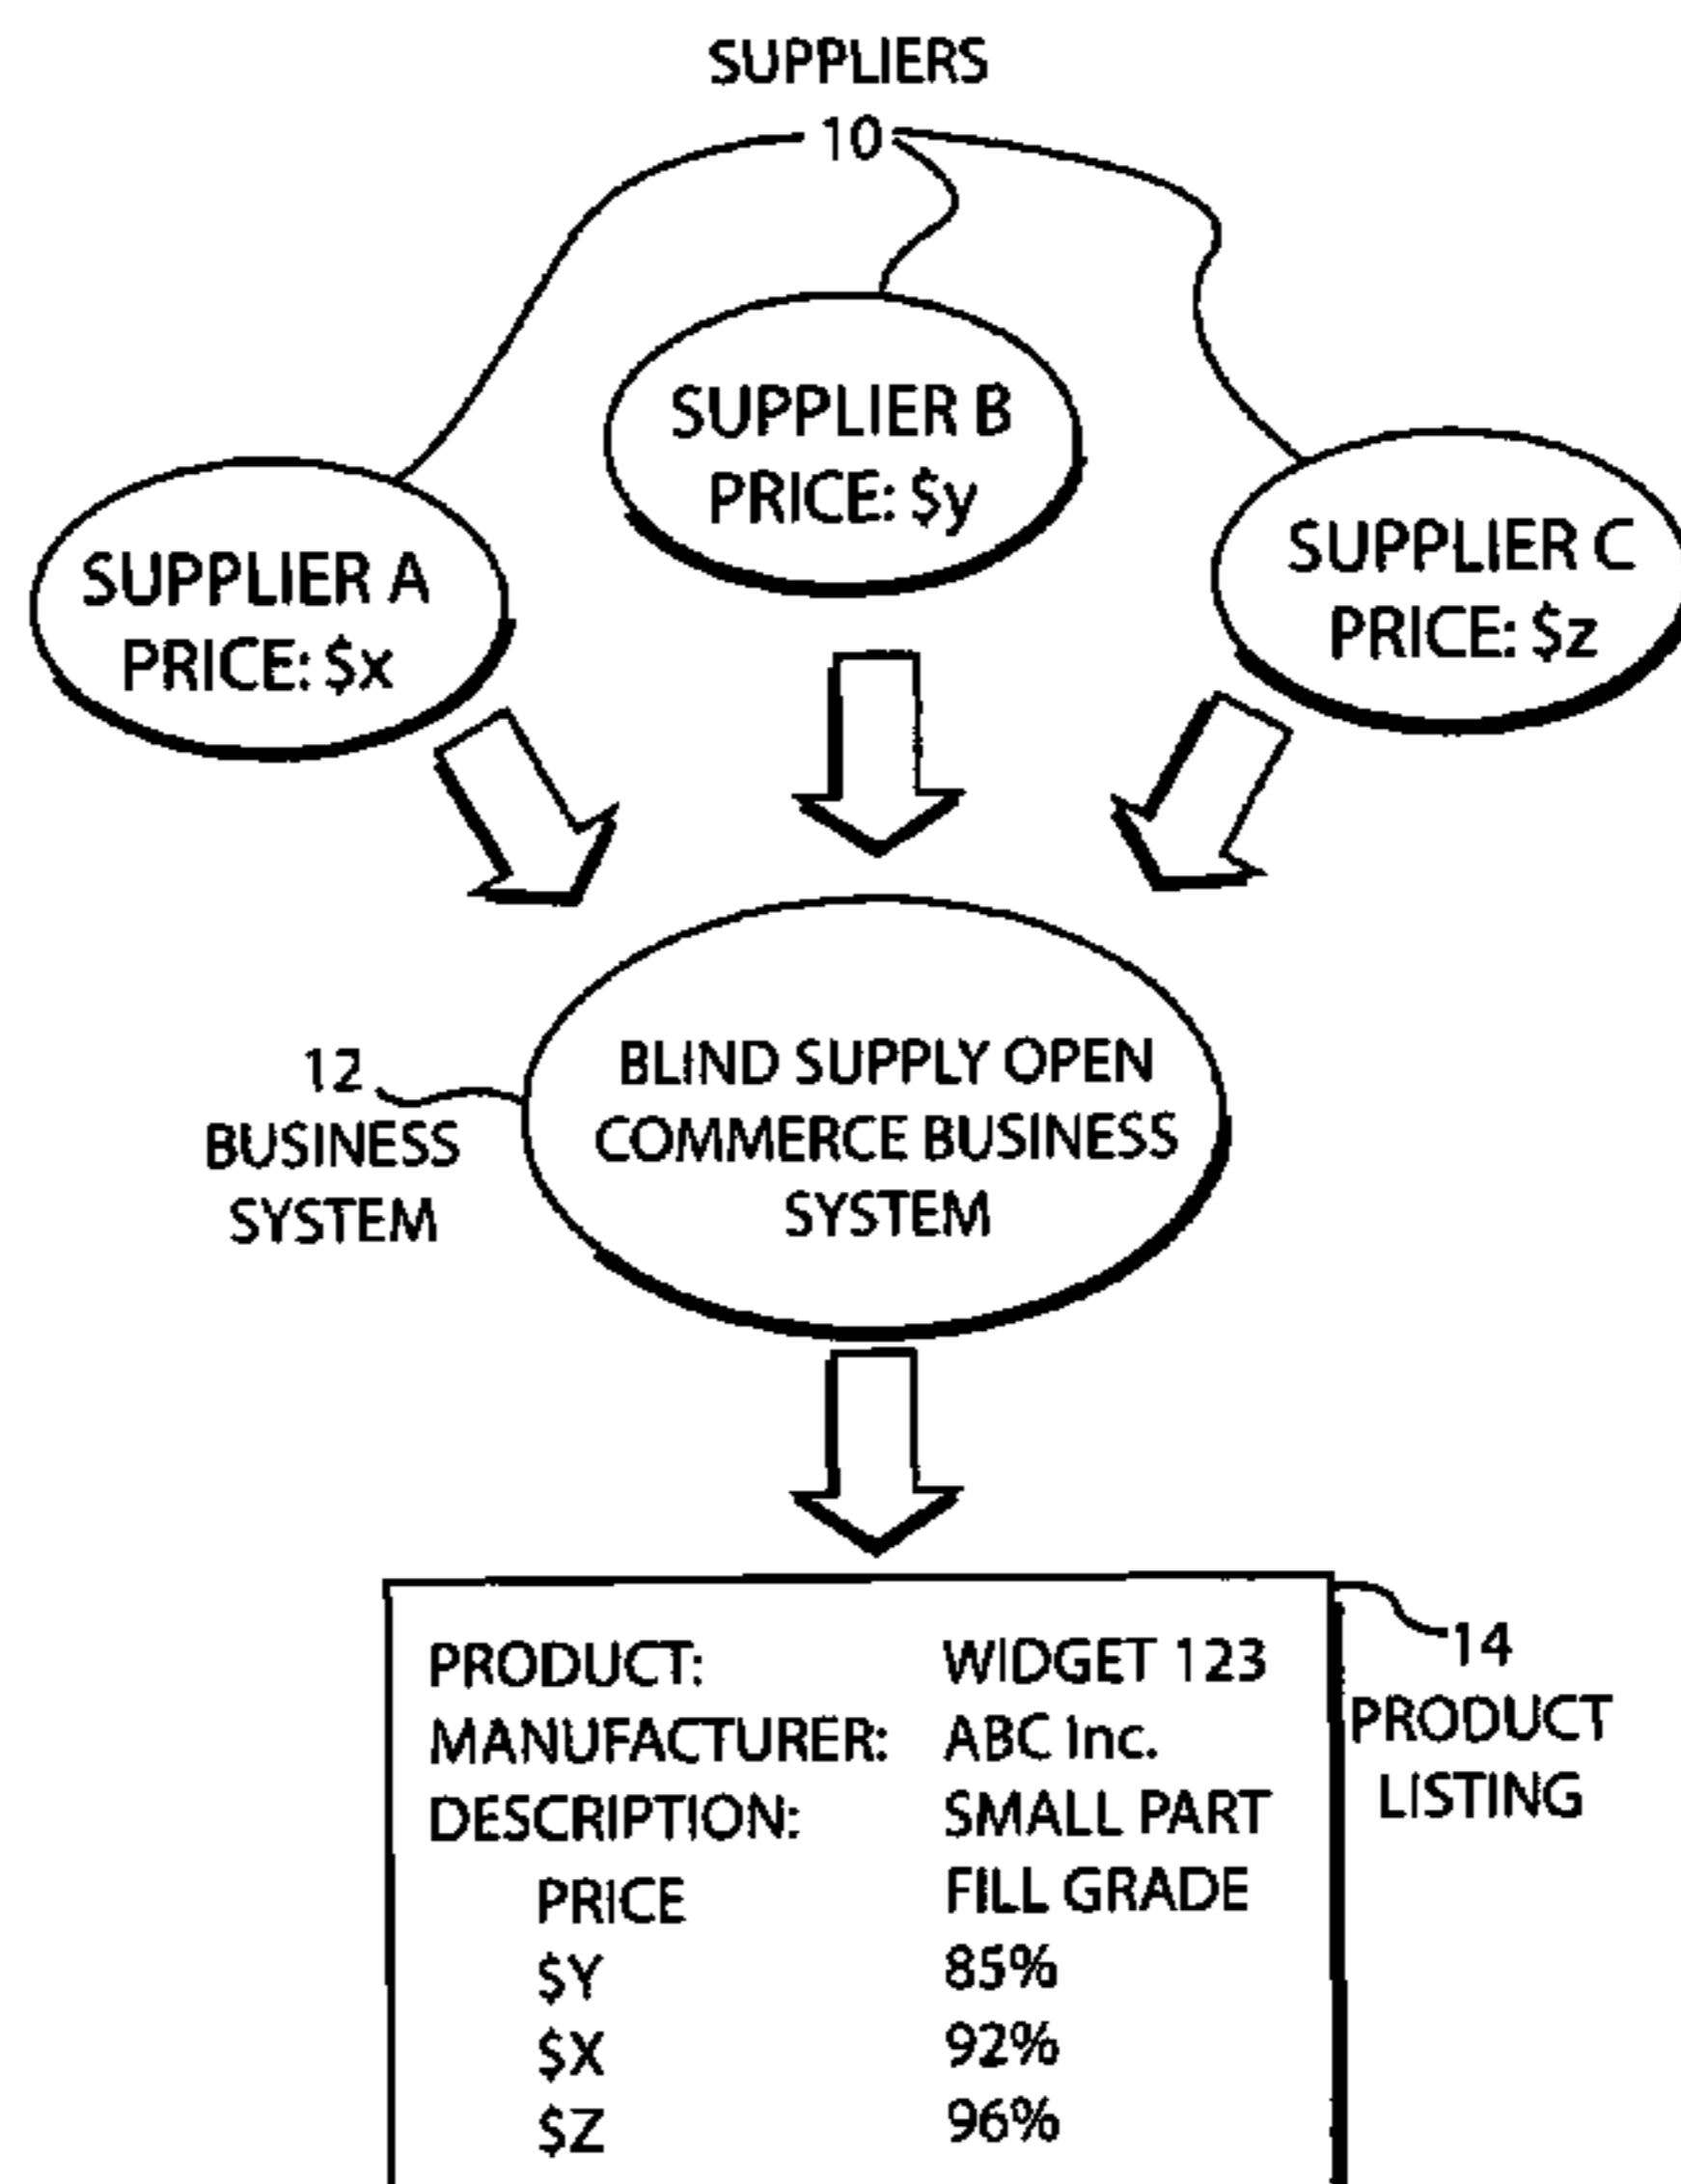 SUPPLIERS
10
SUPPLIER B
PRICE: $y
SUPPLIER A
PRICE: $x
SUPPLIER C
PRICE: $z
12
BUSINESS
SYSTEM
BLIND SUPPLY OPEN
COMMERCE BUSINESS
SYSTEM
14
PRODUCT
LISTING
PRODUCT: WIDGET 123
MANUFACTURER: ABC Inc.
DESCRIPTION: SMALL PART
PRICE FILL GRADE
$Y 85%
$X 92%
$Z 96%